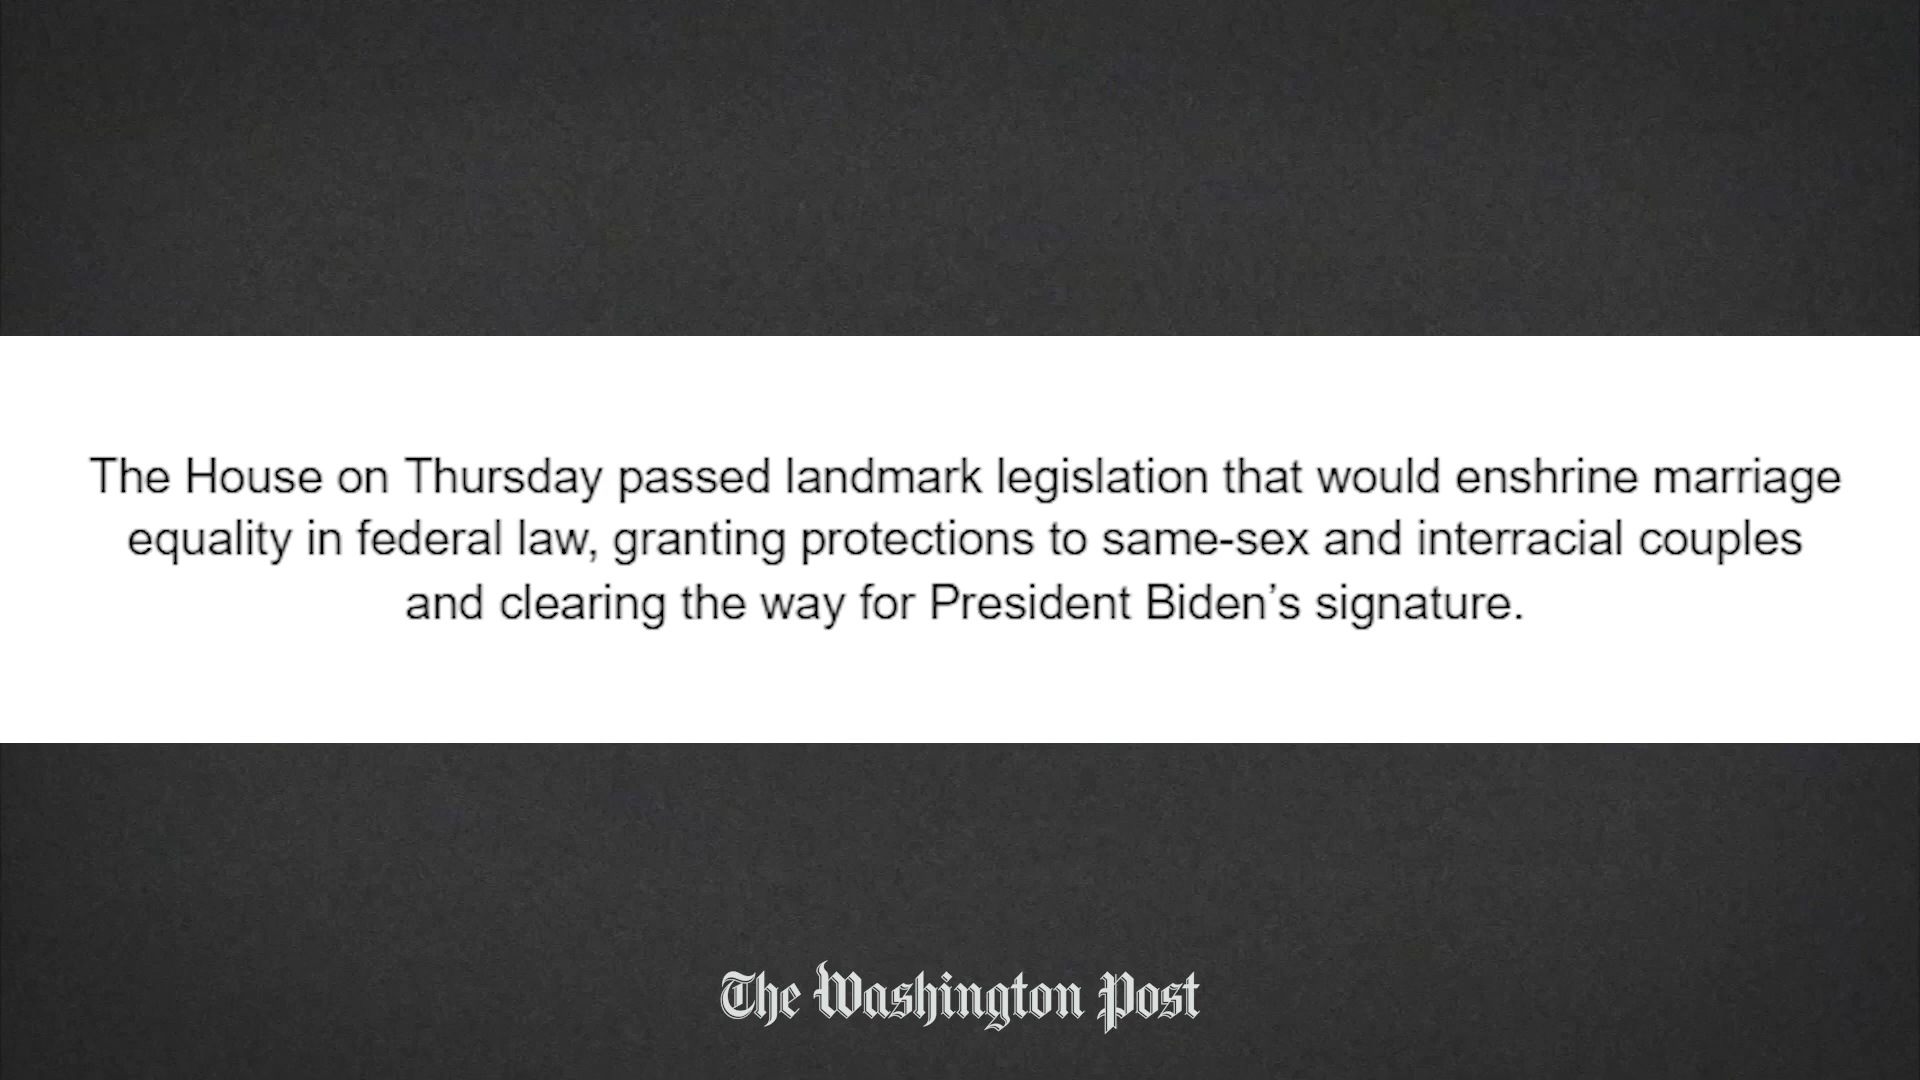 The House on Thursday passed landmark legislation that would enshrine marriage
equality in federal law, granting protections to same-sex and interracial couples
and clearing the way for President Biden’s signature.
The Washington Post